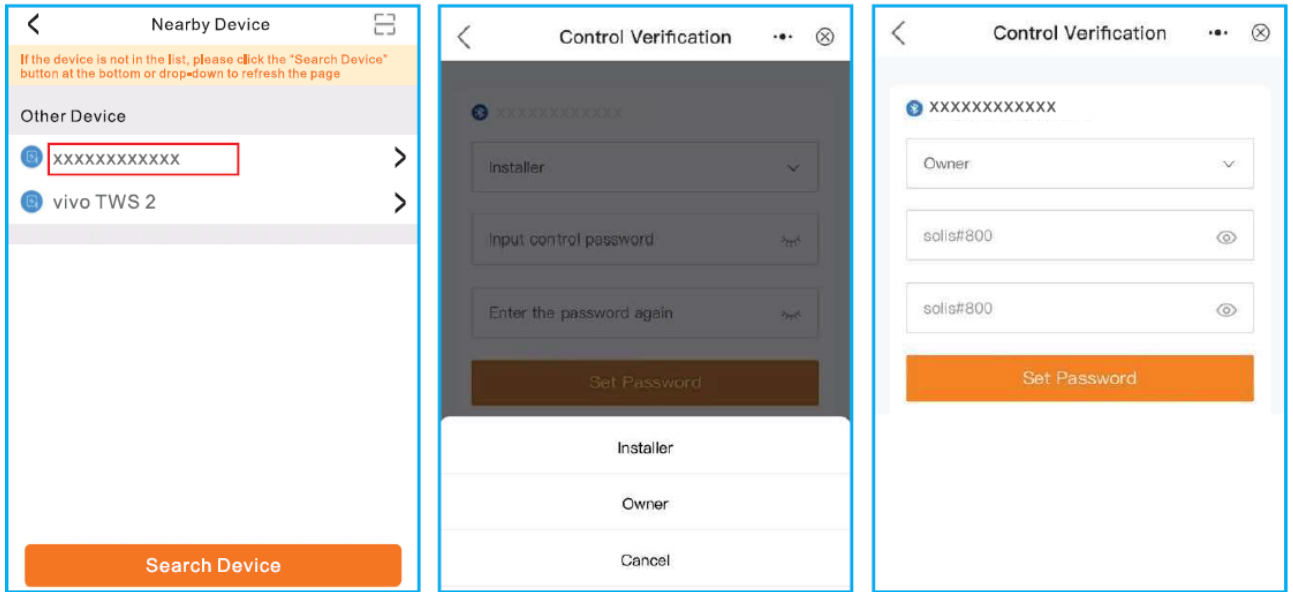 Nearby Device
If the device is not in the list, please click the "Search Device"
button at the bottom or drop-down to refresh the page
Other Device
xxxxxxxxxxxx
vivo TWS 2
Search Device
Control Verification
xxxxxxxxxxxx
Installer
Input control password
Enter the password again
Set Password
Installer
Owner
Cancel
Control Verification
xxxxxxxxxxxx
Owner
solis#800
solis#800
Set Password